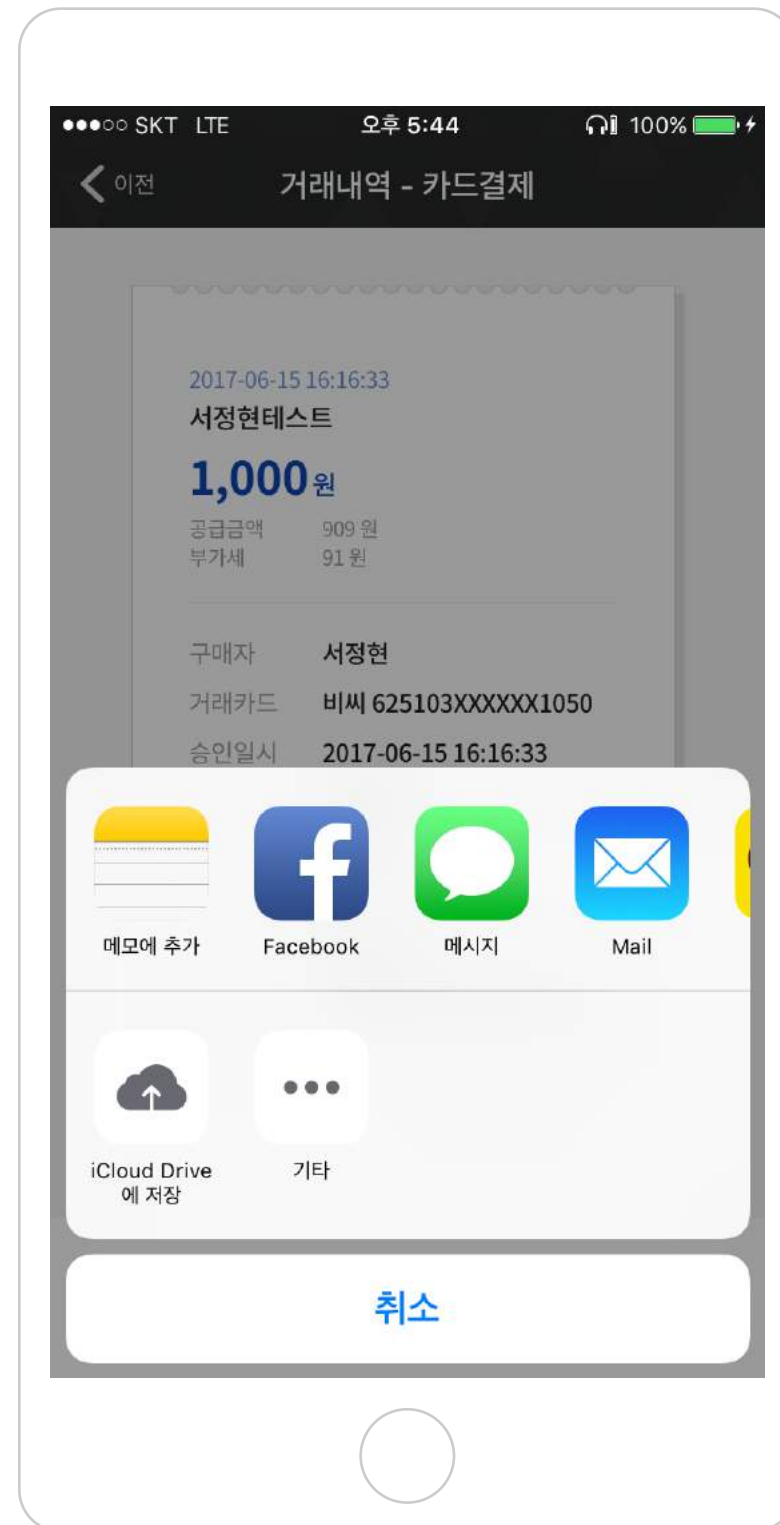 SKT LTE 오후 5:44 100%
이전 거래내역 - 카드결제
2017-06-15 16:16:33
서정현테스트
1,000원
공급금액 909 원
부가세 91 원
구매자 서정현
거래카드 비씨 625103XXXXXX1050
승인일시 2017-06-15 16:16:33
메모에 추가 Facebook 메시지 Mail
iCloud Drive 기타
에 저장
취소